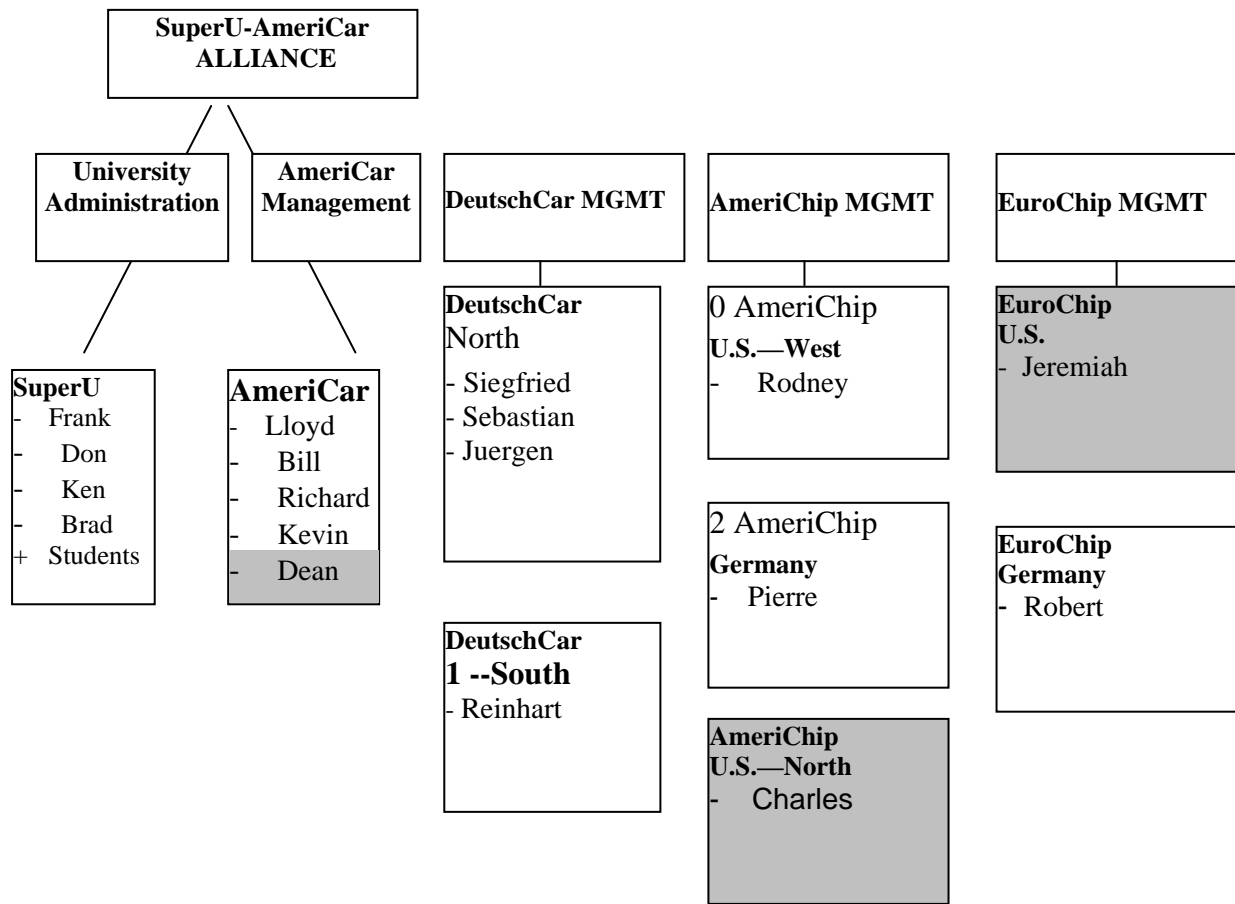 SuperU-AmeriCar
ALLIANCE
University
Administration
AmeriCar
Management
DeutschCar MGMT
AmeriChip MGMT
EuroChip MGMT
SuperU
- Frank
- Don
- Ken
- Brad
+ Students
AmeriCar
- Lloyd
- Bill
- Richard
- Kevin
- Dean
DeutschCar
North
- Siegfried
- Sebastian
- Juergen
DeutschCar
1 --South
- Reinhart
0 AmeriChip
U.S.—West
- Rodney
2 AmeriChip
Germany
- Pierre
AmeriChip
U.S.—North
- Charles
EuroChip
U.S.
- Jeremiah
EuroChip
Germany
- Robert